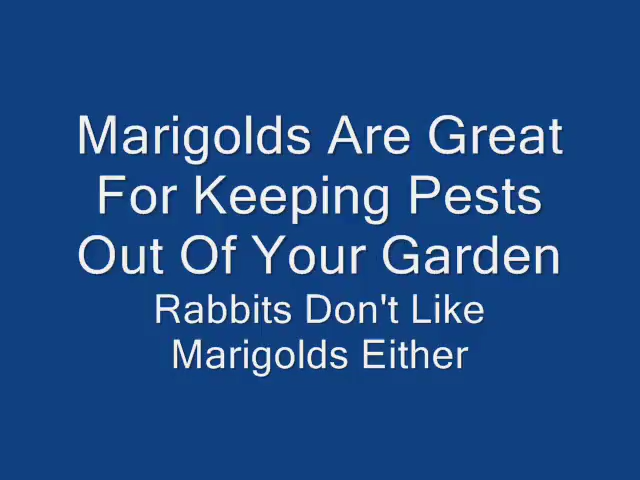 Marigolds Are Great
For Keeping Pests
Out Of Your Garden
Rabbits Don't Like
Marigolds Either